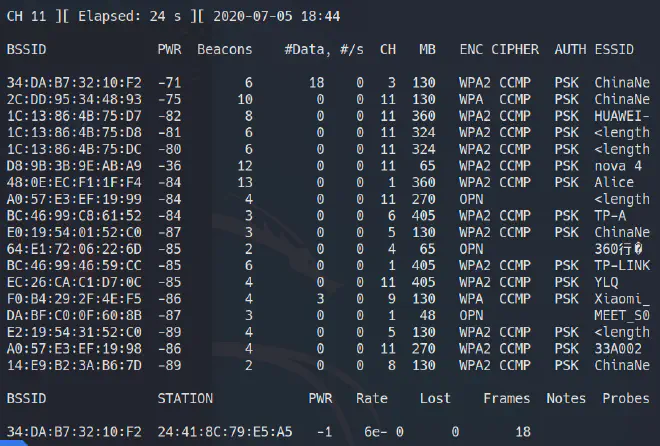 CH 11 ][ Elapsed: 24 s ][ 2020-07-05 18:44
BSSID PWR Beacons #Data, #/s CH MB ENC CIPHER AUTH ESSID
34:DA:B7:32:10:F2 -71 6 18 0 3 130 WPA2 CCMP PSK ChinaNe
2C:DD:95:34:48:93 -75 10 0 0 11 130 WPA CCMP PSK ChinaNe
1C:13:86:4B:75:D7 -82 8 0 0 11 360 WPA2 CCMP PSK HUAWEI-
1C:13:86:4B:75:D8 -81 6 0 0 11 324 WPA2 CCMP PSK <length
1C:13:86:4B:75:DC -80 6 0 0 11 324 WPA2 CCMP PSK <length
D8:9B:3B:9E:AB:A9 -36 12 0 0 11 65 WPA2 CCMP PSK nova 4
48:0E:EC:F1:1F:F4 -84 13 0 0 1 360 WPA2 CCMP PSK Alice
A0:57:E3:EF:19:99 -84 4 0 0 11 270 OPN <length
BC:46:99:C8:61:52 -84 3 0 0 6 405 WPA2 CCMP PSK TP-A
E0:19:54:01:52:C0 -87 3 0 0 5 130 WPA2 CCMP PSK ChinaNe
64:E1:72:06:22:6D -85 2 0 0 4 65 OPN 360行�
BC:46:99:46:59:CC -85 6 0 0 1 405 WPA2 CCMP PSK TP-LINK
EC:26:CA:C1:D7:0C -85 4 0 0 11 405 WPA2 CCMP PSK YLQ
F0:B4:29:2F:4E:F5 -86 4 3 0 9 130 WPA CCMP PSK Xiaomi_
DA:BF:C0:0F:60:8B -87 3 0 0 1 48 OPN MEET_S0
E2:19:54:31:52:C0 -89 4 0 0 5 130 WPA2 CCMP PSK <length
A0:57:E3:EF:19:98 -86 4 0 0 11 270 WPA2 CCMP PSK 33A002
14:E9:B2:3A:B6:7D -89 2 0 0 8 130 WPA2 CCMP PSK ChinaNe
BSSID STATION PWR Rate Lost Frames Notes Probes
34:DA:B7:32:10:F2 24:41:8C:79:E5:A5 -1 6e- 0 0 18